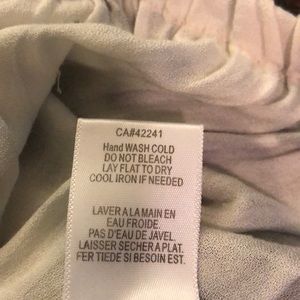 CA#42241
Hand WASH COLD
DO NOT BLEACH
LAY FLAT TO DRY
COOL IRON IF NEEDED
LAVER A LA MAIN EN
EAU FROIDE.
PAS D'EAU DE JAVEL.
LAISSER SECHER A PLAT.
FER TIEDE SI BESOIN EST.